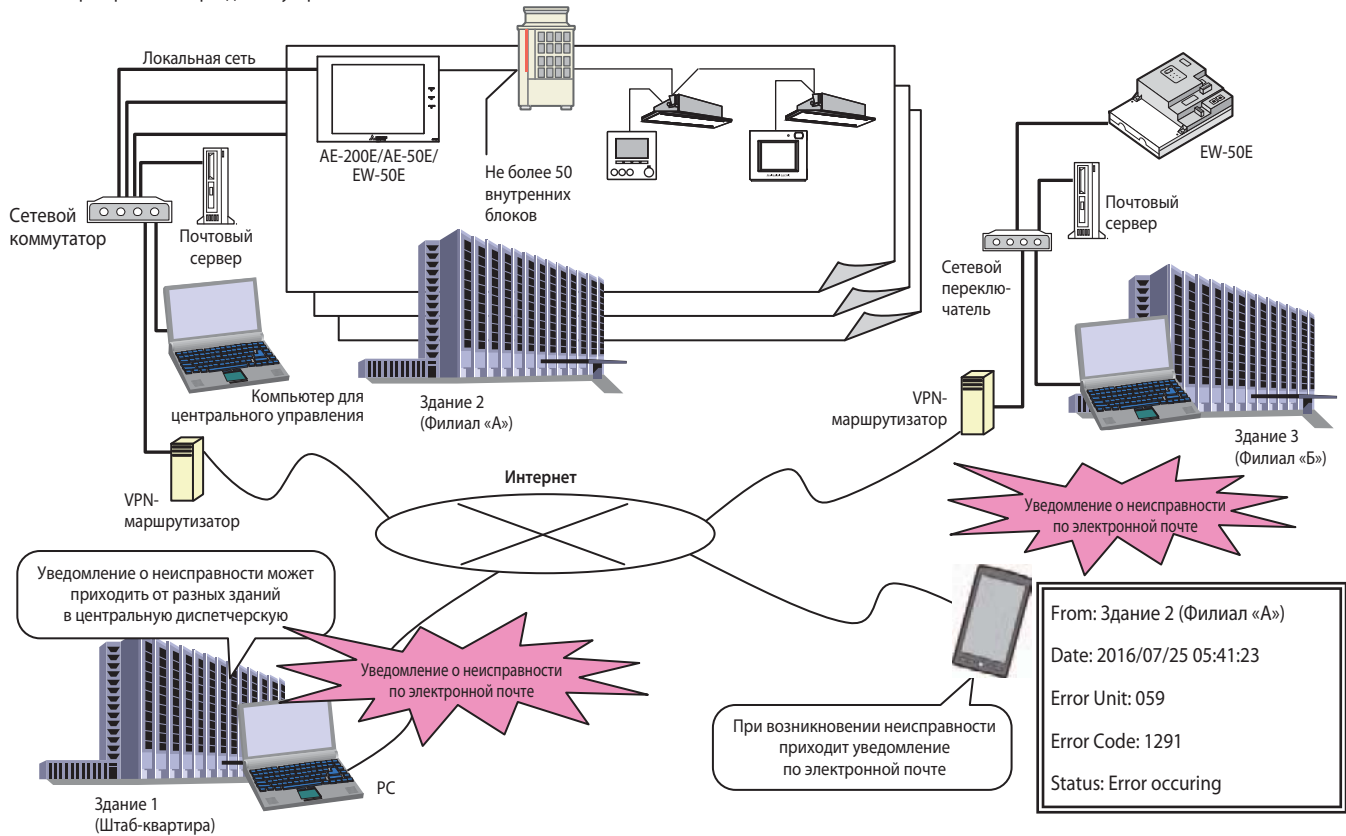 Локальная сеть
AE-200E/AE-50E/
EW-50E
Не более 50
внутренних
блоков
Сетевой
коммутатор
Почтовый
сервер
Компьютер для
центрального управления
Здание 2
(Филиал «А»)
EW-50E
Почтовый
сервер
Сетевой
переклю-
чатель
VPN-
маршрутизатор
Здание 3
(Филиал «Б»)
VPN-
маршрутизатор
Интернет
Уведомление о неисправности
по электронной почте
Уведомление о неисправности может
приходить от разных зданий
в центральную диспетчерскую
Уведомление о неисправности
по электронной почте
PC
Здание 1
(Штаб-квартира)
При возникновении неисправности
приходит уведомление
по электронной почте
From: Здание 2 (Филиал «А»)
Date: 2016/07/25 05:41:23
Error Unit: 059
Error Code: 1291
Status: Error occuring